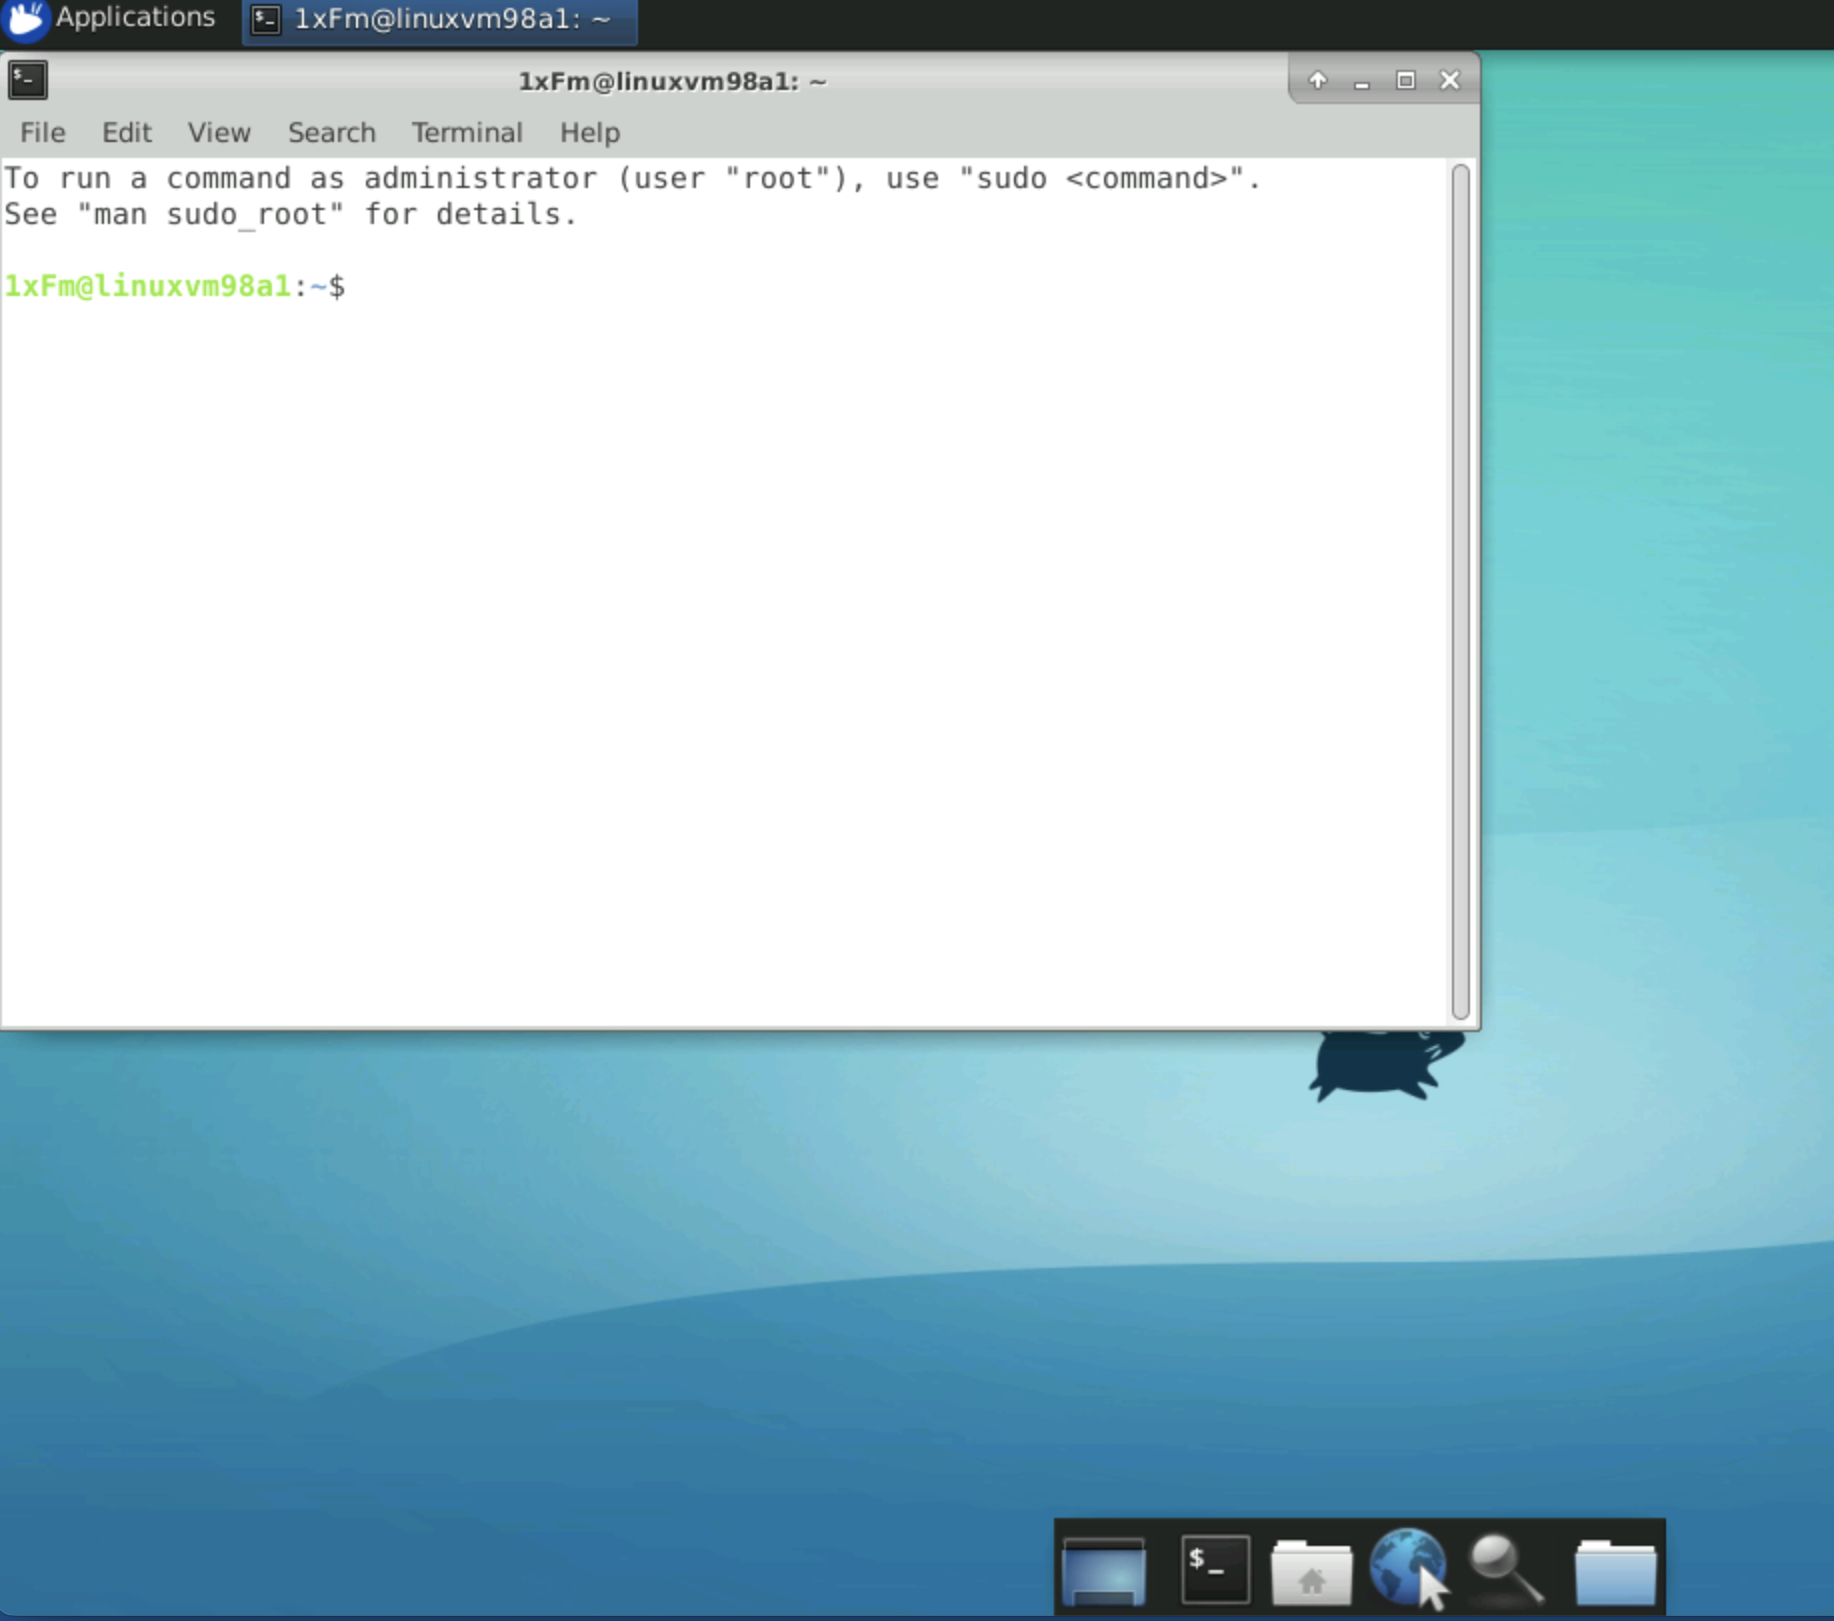 Applications
1xFm@linuxvm98a1: ~
1xFm@linuxvm98a1: ~
File Edit View Search Terminal Help
To run a command as administrator (user "root"), use "sudo <command>".
See "man sudo_root" for details.
1xFm@linuxvm98a1:~$